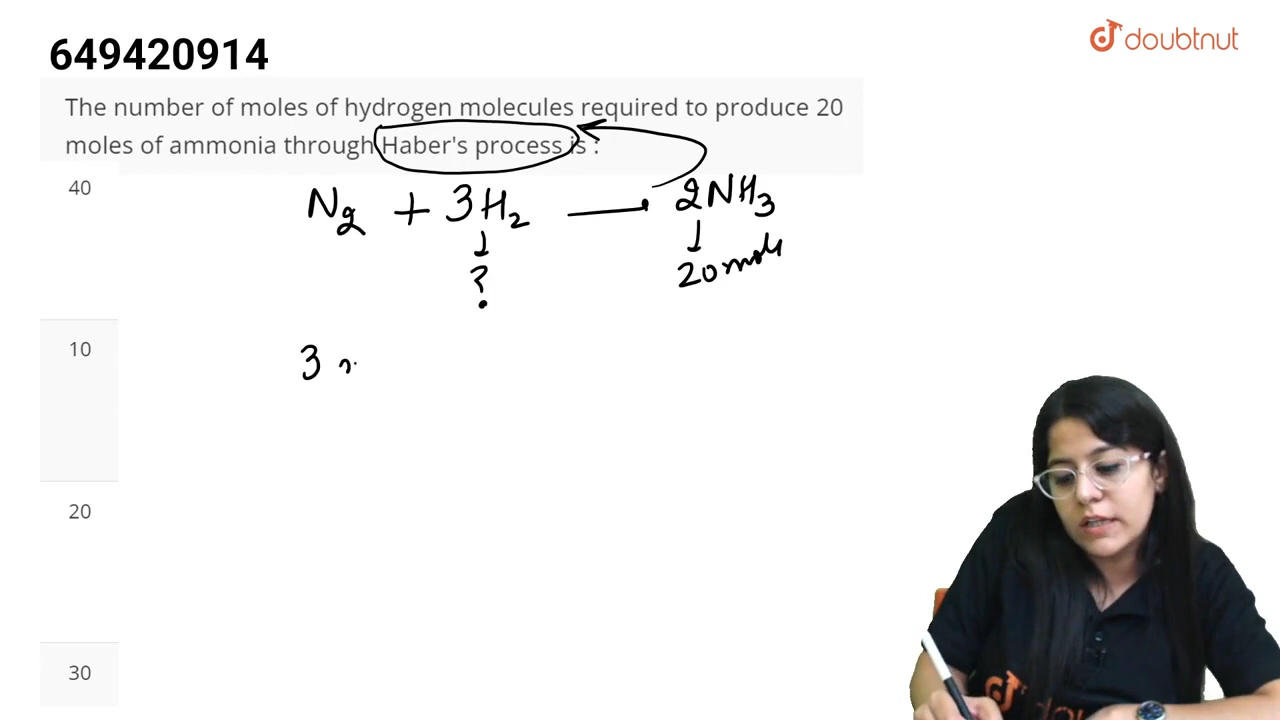 649420914
doubtnut
The number of moles of hydrogen molecules required to produce 20
moles of ammonia through Haber's process is :
40
N2 + 3H2 → 2NH3
↓ ↓
? 20 mole
10
3
20
30